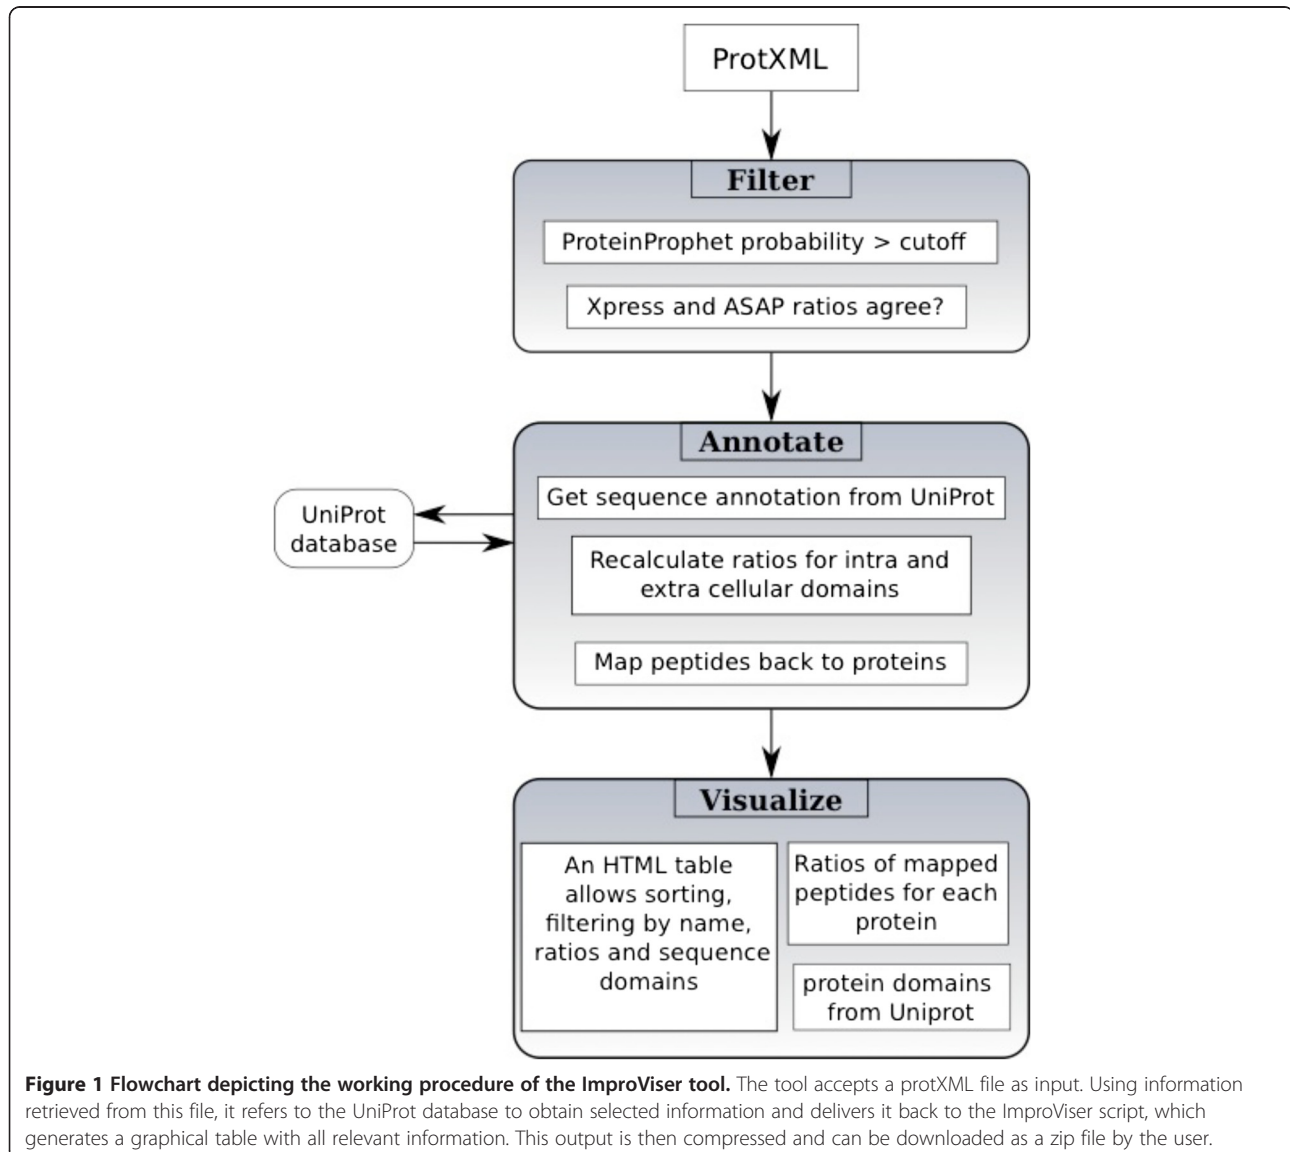 ProtXML
Filter
ProteinProphet probability > cutoff
Xpress and ASAP ratios agree?
Annotate
Get sequence annotation from UniProt
UniProt
database
Recalculate ratios for intra and
extra cellular domains
Map peptides back to proteins
Visualize
An HTML table
allows sorting,
filtering by name,
ratios and sequence
domains
Ratios of mapped
peptides for each
protein
protein domains
from Uniprot
Figure 1 Flowchart depicting the working procedure of the ImproViser tool. The tool accepts a protXML file as input. Using information
retrieved from this file, it refers to the UniProt database to obtain selected information and delivers it back to the ImproViser script, which
generates a graphical table with all relevant information. This output is then compressed and can be downloaded as a zip file by the user.